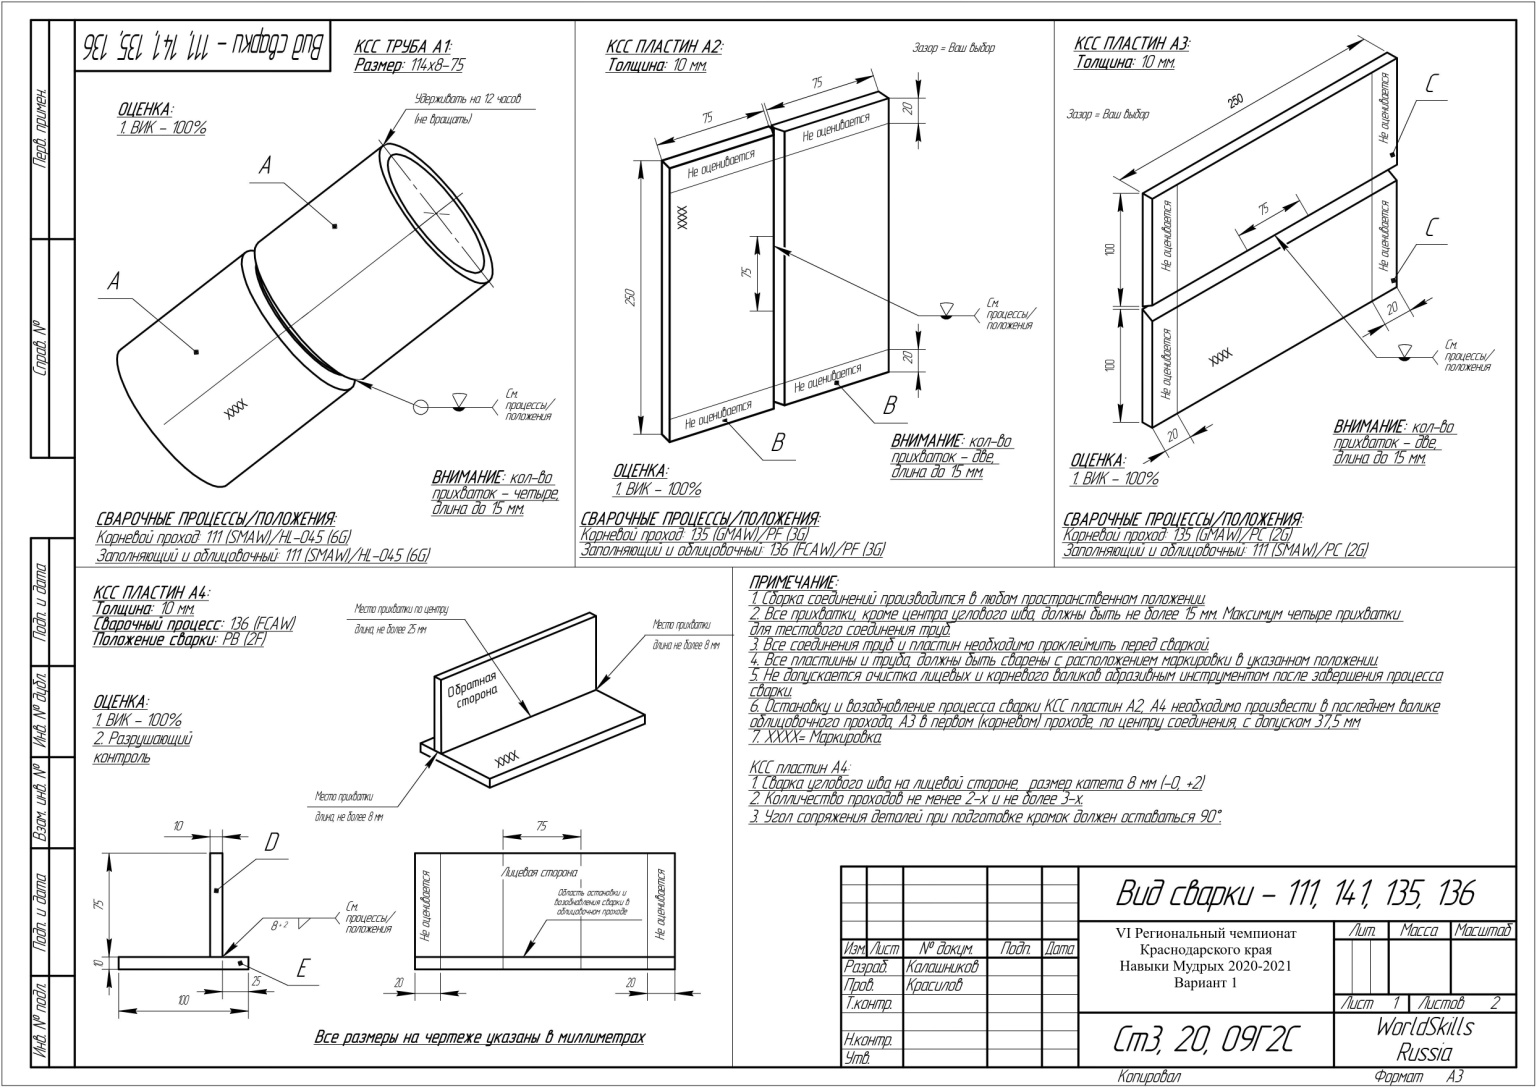 Вид сварки – 111, 141, 135, 136
Перв. примен.
Справ. №
Подп. и дата
Инв. № дубл.
Взам. инв. №
Подп. и дата
Инв. № подл.
КСС ТРУБА А1:
Размер: 114х8-75
ОЦЕНКА:
1. ВИК – 100%
Удерживать на 12 часов
(не вращать)
А
А
XXXX
См.
процессы/
положения
ВНИМАНИЕ: кол-во
прихваток – четыре,
длина до 15 мм.
СВАРОЧНЫЕ ПРОЦЕССЫ/ПОЛОЖЕНИЯ:
Корневой проход: 111 (SMAW)/HL-045 (6G)
Заполняющий и облицовочный: 111 (SMAW)/HL-045 (6G)
КСС ПЛАСТИН А2:
Толщина: 10 мм.
Зазор = Ваш выбор
75
75
20
Не оценивается
Не оценивается
XXXX
250
75
20
См.
процессы/
положения
Не оценивается
Не оценивается
В
В
ВНИМАНИЕ: кол-во
прихваток – две,
длина до 15 мм.
ОЦЕНКА:
1. ВИК – 100%
СВАРОЧНЫЕ ПРОЦЕССЫ/ПОЛОЖЕНИЯ:
Корневой проход: 135 (GMAW)/PF (3G)
Заполняющий и облицовочный: 136 (FCAW)/PF (3G)
КСС ПЛАСТИН А3:
Толщина: 10 мм.
Зазор = Ваш выбор
250
С
Не оценивается
Не оценивается
75
100
С
Не оценивается
20
Не оценивается
XXXX
100
20
См.
процессы/
положения
ВНИМАНИЕ: кол-во
прихваток – две,
длина до 15 мм.
ОЦЕНКА:
1. ВИК – 100%
СВАРОЧНЫЕ ПРОЦЕССЫ/ПОЛОЖЕНИЯ:
Корневой проход: 135 (GMAW)/PC (2G)
Заполняющий и облицовочный: 111 (SMAW)/PC (2G)
КСС ПЛАСТИН А4:
Толщина: 10 мм.
Сварочный процесс: 136 (FCAW)
Положение сварки: PB (2F)
ОЦЕНКА:
1. ВИК – 100%
2. Разрушающий
контроль
Место прихватки по центру
длина, не более 25 мм
Место прихватки
длина не более 8 мм
Обратная
сторона
XXXX
Место прихватки
длина, не более 8 мм
10
D
75
8+2
См.
процессы/
положения
10
E
25
100
75
Лицевая сторона
Область остановки и
возобновления сварки в
облицовочном проходе
Не оценивается
Не оценивается
20
20
Все размеры на чертеже указаны в миллиметрах
ПРИМЕЧАНИЕ:
1. Сборка соединений производится в любом пространственном положении.
2. Все прихватки, кроме центра углового шва, должны быть не более 15 мм. Максимум четыре прихватки
для тестового соединения труб.
3. Все соединения труб и пластин необходимо проклеймить перед сваркой.
4. Все пластиины и труба, должны быть сварены с расположением маркировки в указанном положении.
5. Не допускается очистка лицевых и корневого валиков абразивным инструментом после завершения процесса
сварки.
6. Остановку и возабновление процесса сварки КСС пластин А2, А4 необходимо произвести в последнем валике
облицовочного прохода, А3 в первом (корневом) проходе, по центру соединения, с допуском 37,5 мм
7. XXXX= Маркировка.
КСС пластин А4:
1. Сварка углового шва на лицевой стороне, размер катета 8 мм (-0, +2)
2. Колличество проходов не менее 2-х и не более 3-х.
3. Угол сопряжения деталей при подготовке кромок должен оставаться 90°.
Вид сварки – 111, 141, 135, 136
VI Региональный чемпионат
Краснодарского края
Навыки Мудрых 2020-2021
Вариант 1
Лит. Масса Масштаб
Изм. Лист № докум. Подп. Дата
Разраб. Калашников
Пров. Красилов
Т.контр.
Н.контр.
Утв.
Лист 1 Листов 2
Ст3, 20, 09Г2С
WorldSkills
Russia
Копировал Формат А3